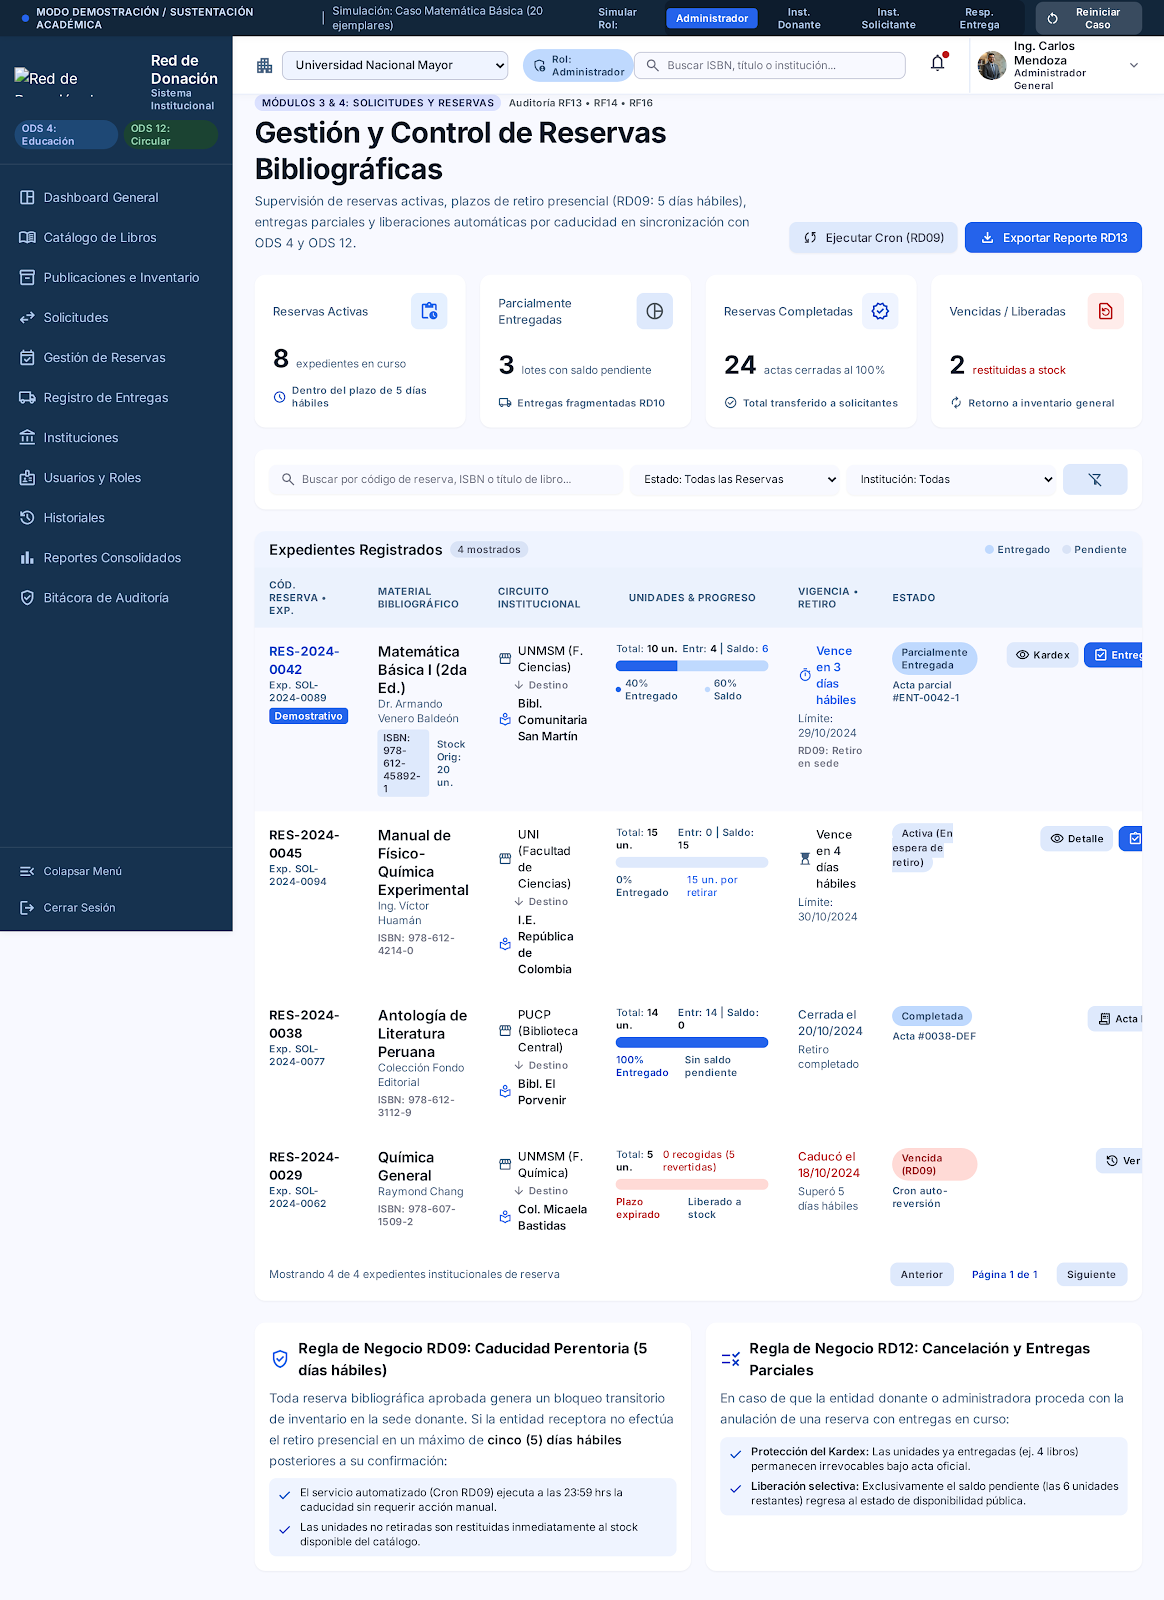 MODO DEMOSTRACIÓN / SUSTENTACIÓN ACADÉMICA
Simulación: Caso Matemática Básica (20 ejemplares)
Simular Rol:
Administrador
Inst. Donante
Inst. Solicitante
Resp. Entrega
Reiniciar Caso
Red de
Red de Donación
Sistema Institucional
ODS 4: Educación
ODS 12: Circular
Universidad Nacional Mayor
Rol: Administrador
Buscar ISBN, título o institución...
Ing. Carlos Mendoza
Administrador General
Dashboard General
Catálogo de Libros
Publicaciones e Inventario
Solicitudes
Gestión de Reservas
Registro de Entregas
Instituciones
Usuarios y Roles
Historiales
Reportes Consolidados
Bitácora de Auditoría
Colapsar Menú
Cerrar Sesión
MÓDULOS 3 & 4: SOLICITUDES Y RESERVAS
Auditoría RF13 • RF14 • RF16
Gestión y Control de Reservas
Bibliográficas
Supervisión de reservas activas, plazos de retiro presencial (RD09: 5 días hábiles),
entregas parciales y liberaciones automáticas por caducidad en sincronización con
ODS 4 y ODS 12.
Ejecutar Cron (RD09)
Exportar Reporte RD13
Reservas Activas
8 expedientes en curso
Dentro del plazo de 5 días hábiles
Parcialmente Entregadas
3 lotes con saldo pendiente
Entregas fragmentadas RD10
Reservas Completadas
24 actas cerradas al 100%
Total transferido a solicitantes
Vencidas / Liberadas
2 restituidas a stock
Retorno a inventario general
Buscar por código de reserva, ISBN o título de libro...
Estado: Todas las Reservas
Institución: Todas
Expedientes Registrados
4 mostrados
Entregado
Pendiente
CÓD. RESERVA • EXP.
MATERIAL BIBLIOGRÁFICO
CIRCUITO INSTITUCIONAL
UNIDADES & PROGRESO
VIGENCIA • RETIRO
ESTADO
RES-2024-0042
Exp. SOL-2024-0089
Demostrativo
Matemática Básica I (2da Ed.)
Dr. Armando Venero Baldeón
ISBN: 978-612-45892-1
Stock Orig: 20 un.
UNMSM (F. Ciencias)
Destino
Bibl. Comunitaria San Martín
Total: 10 un.
Entr: 4 | Saldo: 6
40% Entregado
60% Saldo
Vence en 3 días hábiles
Límite: 29/10/2024
RD09: Retiro en sede
Parcialmente Entregada
Acta parcial #ENT-0042-1
Kardex
Entreg
RES-2024-0045
Exp. SOL-2024-0094
Manual de Físico-Química Experimental
Ing. Víctor Huamán
ISBN: 978-612-4214-0
UNI (Facultad de Ciencias)
Destino
I.E. República de Colombia
Total: 15 un.
Entr: 0 | Saldo: 15
0% Entregado
15 un. por retirar
Vence en 4 días hábiles
Límite: 30/10/2024
Activa (En espera de retiro)
Detalle
RES-2024-0038
Exp. SOL-2024-0077
Antología de Literatura Peruana
Colección Fondo Editorial
ISBN: 978-612-3112-9
PUCP (Biblioteca Central)
Destino
Bibl. El Porvenir
Total: 14 un.
Entr: 14 | Saldo: 0
100% Entregado
Sin saldo pendiente
Cerrada el 20/10/2024
Retiro completado
Completada
Acta #0038-DEF
Acta
RES-2024-0029
Exp. SOL-2024-0062
Química General
Raymond Chang
ISBN: 978-607-1509-2
UNMSM (F. Química)
Destino
Col. Micaela Bastidas
Total: 5 un.
0 recogidas (5 revertidas)
Plazo expirado
Liberado a stock
Caducó el 18/10/2024
Superó 5 días hábiles
Vencida (RD09)
Cron auto-reversión
Ver
Mostrando 4 de 4 expedientes institucionales de reserva
Anterior
Página 1 de 1
Siguiente
Regla de Negocio RD09: Caducidad Perentoria (5
días hábiles)
Toda reserva bibliográfica aprobada genera un bloqueo transitorio
de inventario en la sede donante. Si la entidad receptora no efectúa
el retiro presencial en un máximo de cinco (5) días hábiles
posteriores a su confirmación:
El servicio automatizado (Cron RD09) ejecuta a las 23:59 hrs la
caducidad sin requerir acción manual.
Las unidades no retiradas son restituidas inmediatamente al stock
disponible del catálogo.
Regla de Negocio RD12: Cancelación y Entregas
Parciales
En caso de que la entidad donante o administradora proceda con la
anulación de una reserva con entregas en curso:
Protección del Kardex: Las unidades ya entregadas (ej. 4 libros)
permanecen irrevocables bajo acta oficial.
Liberación selectiva: Exclusivamente el saldo pendiente (las 6 unidades
restantes) regresa al estado de disponibilidad pública.